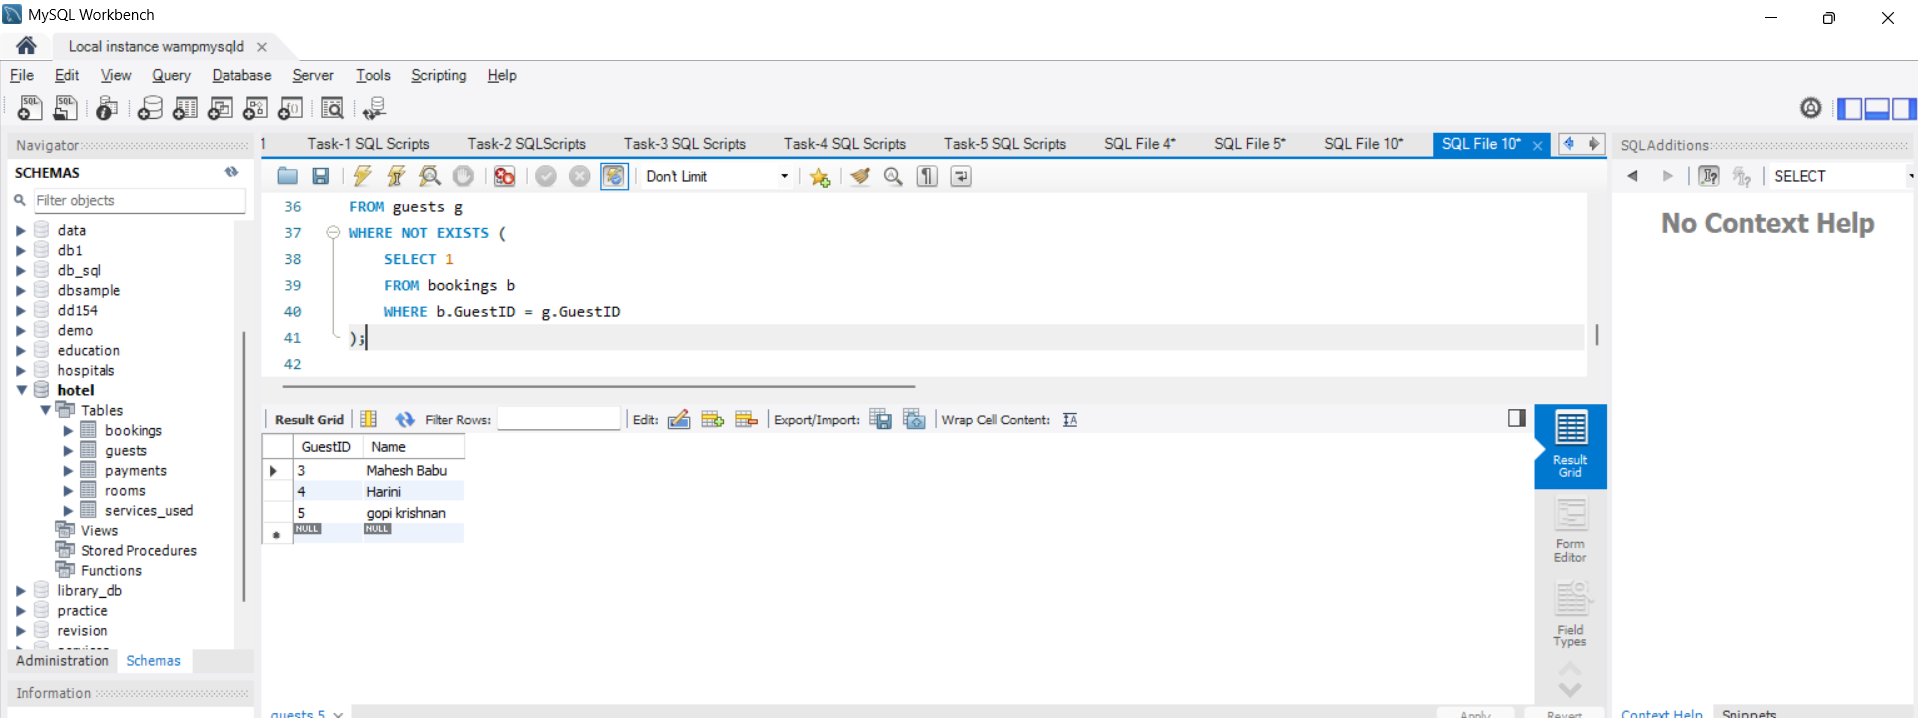 MySQL Workbench
Local instance wampmysqld
File Edit View Query Database Server Tools Scripting Help
Navigator
1 Task-1 SQL Scripts Task-2 SQLScripts Task-3 SQL Scripts Task-4 SQL Scripts Task-5 SQL Scripts SQL File 4* SQL File 5* SQL File 10* SQL File 10*
SQLAdditions
SCHEMAS
Don't Limit
SELECT
Filter objects
data
db1
db_sql
dbsample
dd154
demo
education
hospitals
hotel
Tables
bookings
guests
payments
rooms
services_used
Views
Stored Procedures
Functions
library_db
practice
revision
Administration Schemas
Information
36 FROM guests g
37 WHERE NOT EXISTS (
38 SELECT 1
39 FROM bookings b
40 WHERE b.GuestID = g.GuestID
41 );
42
Result Grid Filter Rows: Edit: Export/Import: Wrap Cell Content:
GuestID Name
3 Mahesh Babu
4 Harini
5 gopi krishnan
NULL NULL
Result
Grid
Form
Editor
Field
Types
guests 5
Apply Revert
No Context Help
Context Help Snippets